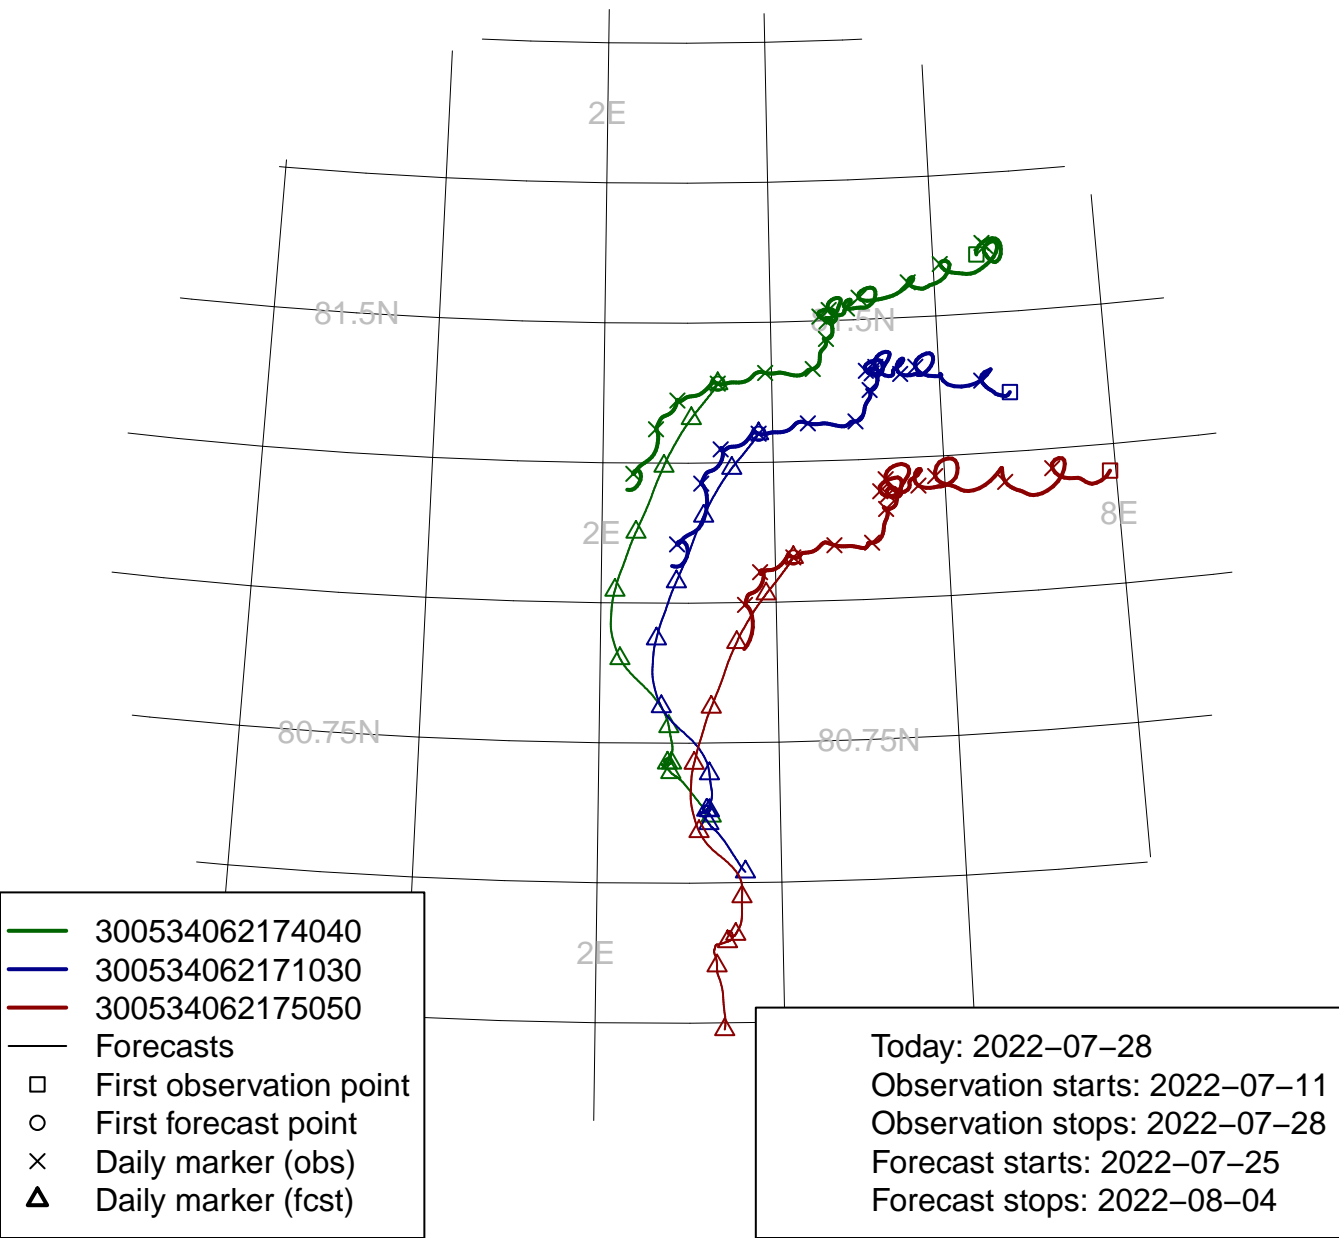 2E
81.5N
81.5N
2E
8E
80.75N
80.75N
2E
300534062174040
300534062171030
300534062175050
Forecasts
First observation point
First forecast point
Daily marker (obs)
Daily marker (fcst)
Today: 2022−07−28
Observation starts: 2022−07−11
Observation stops: 2022−07−28
Forecast starts: 2022−07−25
Forecast stops: 2022−08−04